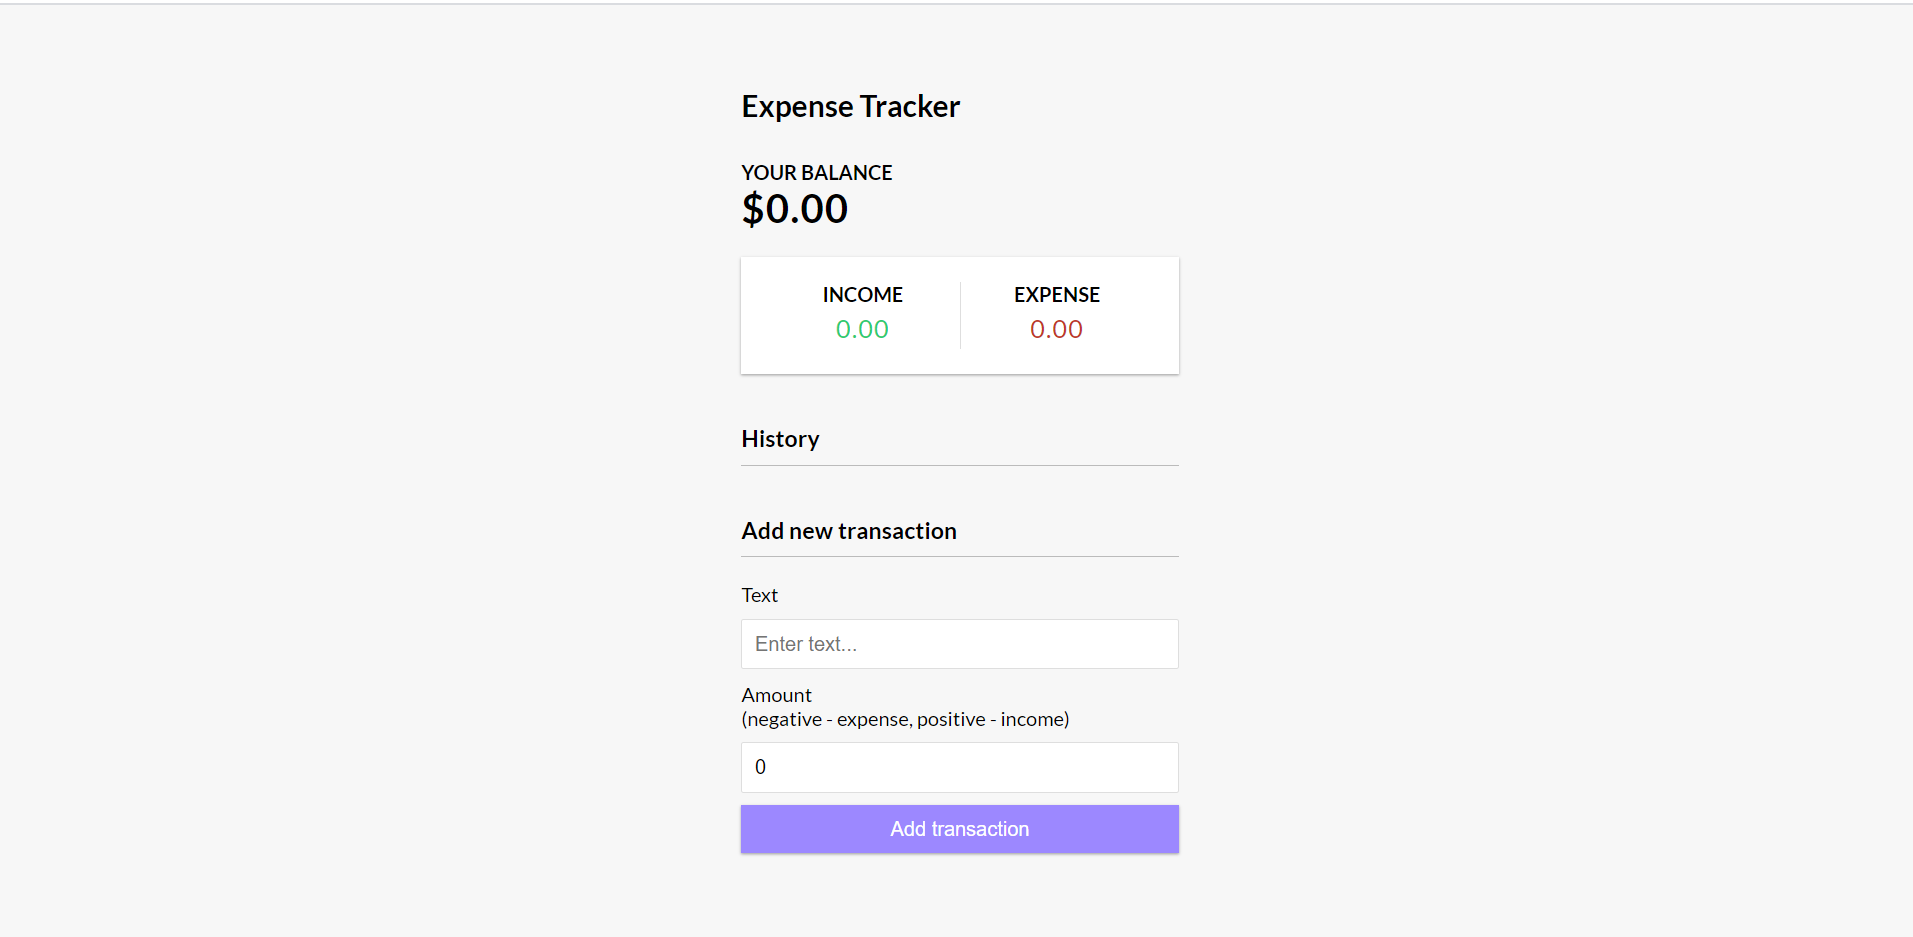 Expense Tracker
YOUR BALANCE
$0.00
INCOME EXPENSE
0.00 0.00
History
Add new transaction
Text
Enter text...
Amount
(negative - expense, positive - income)
0
Add transaction